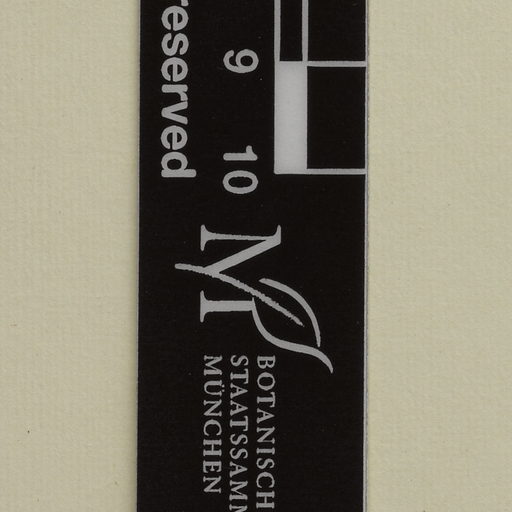 reserved
9 10
BOTANISCH
STAATSSAMM
MÜNCHEN